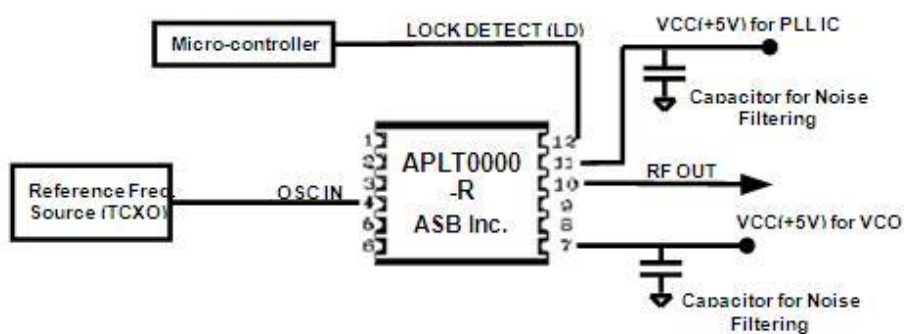 LOCK DETECT (LD)
VCC(+5V) for PLL IC
Micro-controller
Capacitor for Noise
Filtering
1
2
3
4
5
6
APLT0000
-R
ASB Inc.
12
11
10
9
8
7
RF OUT
Reference Freq.
Source (TCXO)
OSC IN
VCC(+5V) for VCO
Capacitor for Noise
Filtering